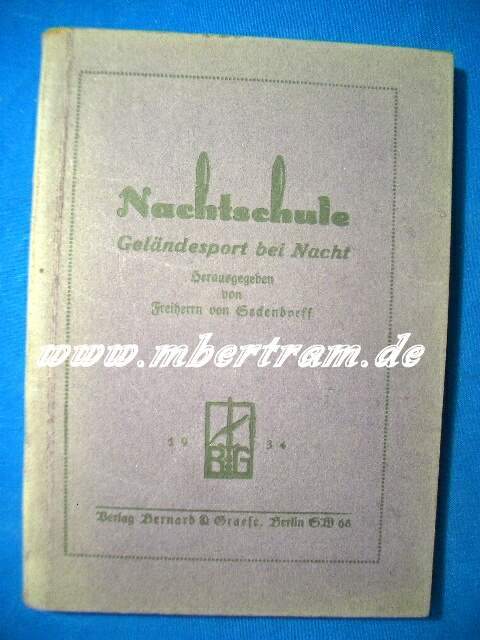 Nachtschule
Geländesport bei Nacht
Herausgegeben
von
Freiherrn von Seckendorff
www.mbertram.de
19 34
B&G
Verlag Bernard & Graefe, Berlin SW 68